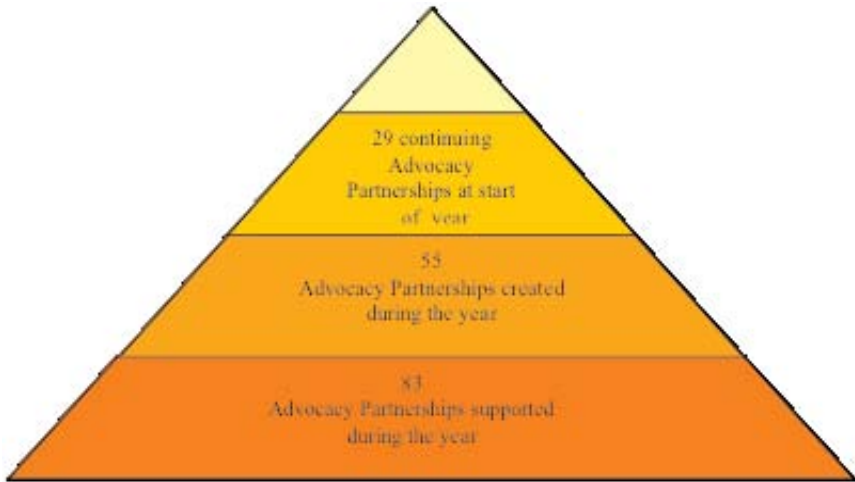 29 continuing
Advocacy
Partnerships at start
of year
55
Advocacy Partnerships created
during the year
83
Advocacy Partnerships supported
during the year